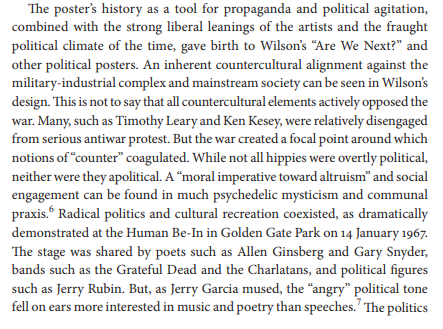 The poster’s history as a tool for propaganda and political agitation,
combined with the strong liberal leanings of the artists and the fraught
political climate of the time, gave birth to Wilson’s “Are We Next?” and
other political posters. An inherent countercultural alignment against the
military-industrial complex and mainstream society can be seen in Wilson’s
design. This is not to say that all countercultural elements actively opposed the
war. Many, such as Timothy Leary and Ken Kesey, were relatively disengaged
from serious antiwar protest. But the war created a focal point around which
notions of “counter” coagulated. While not all hippies were overtly political,
neither were they apolitical. A “moral imperative toward altruism” and social
engagement can be found in much psychedelic mysticism and communal
praxis.6 Radical politics and cultural recreation coexisted, as dramatically
demonstrated at the Human Be-In in Golden Gate Park on 14 January 1967.
The stage was shared by poets such as Allen Ginsberg and Gary Snyder,
bands such as the Grateful Dead and the Charlatans, and political figures
such as Jerry Rubin. But, as Jerry Garcia mused, the “angry” political tone
fell on ears more interested in music and poetry than speeches.7 The politics